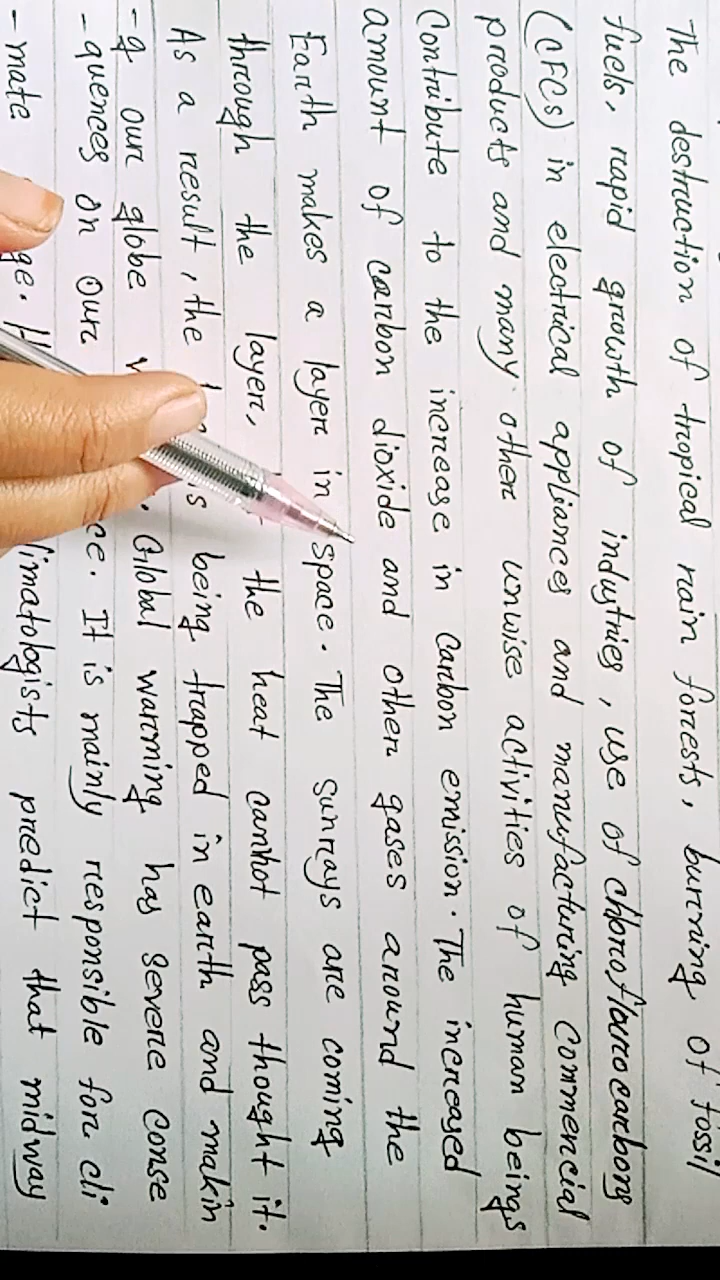 The destruction of tropical rain forests, burning of fossil
fuels, rapid growth of industries, use of chloroflourocarbons
(CFCs) in electrical appliances and manufacturing commercial
products and many other unwise activities of human beings
Contribute to the increase in Carbon emission. The increased
amount of carbon dioxide and other gases around the
Earth makes a layer in space. The sunrays are coming
through the layer, the heat cannot pass thought it.
As a result, the being trapped in earth and makin
-g our globe Global warming has severe conse
-quences on our It is mainly responsible for cli
-mate predict that midway